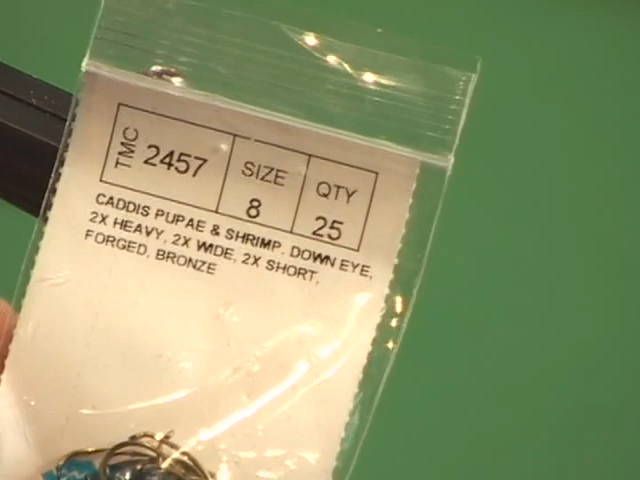 TMC 2457 SIZE 8 QTY 25
CADDIS PUPAE & SHRIMP. DOWN EYE,
2X HEAVY, 2X WIDE, 2X SHORT,
FORGED, BRONZE